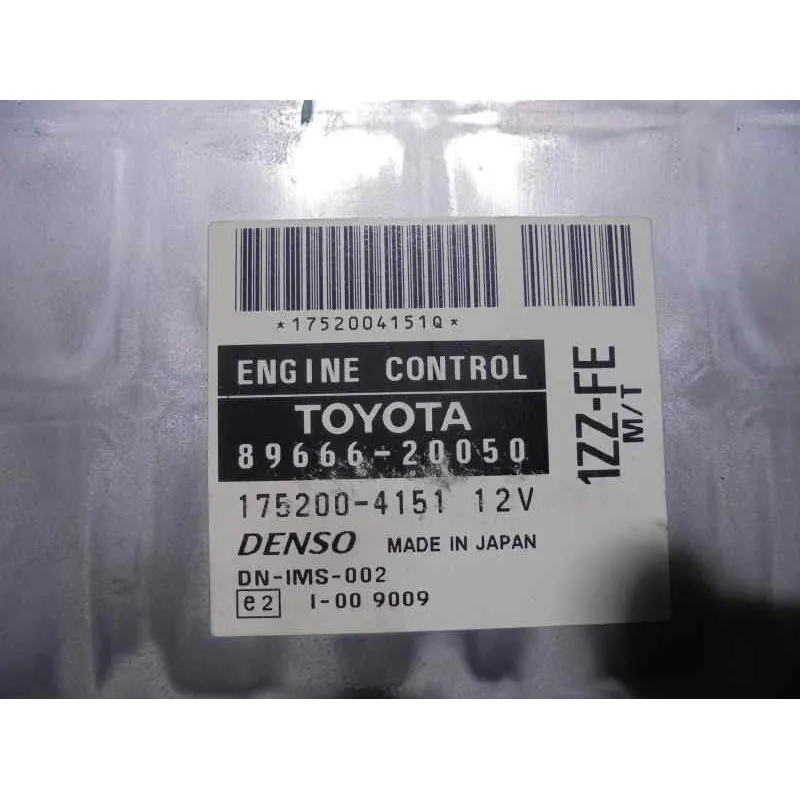 *1752004151Q*
ENGINE CONTROL
TOYOTA
89666-20050
1ZZ-FE
M/T
175200-4151 12V
DENSO MADE IN JAPAN
DN-IMS-002
e2 I-00 9009